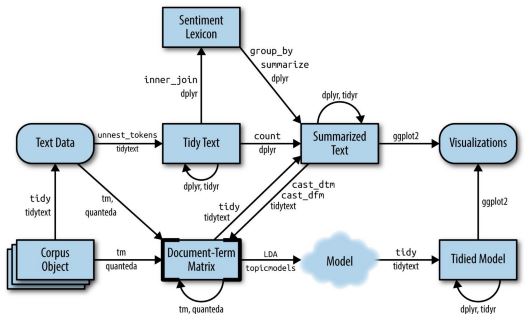 Sentiment
Lexicon
group_by
summarize
dplyr
inner_join
dplyr
dplyr, tidyr
Text Data
unnest_tokens
tidytext
Tidy Text
count
dplyr
Summarized
Text
ggplot2
Visualizations
dplyr, tidyr
tidy
tidytext
tm,
quanteda
tidy
tidytext
cast_dtm
cast_dfm
tidytext
ggplot2
Corpus
Object
tm
quanteda
Document-Term
Matrix
LDA
topicmodels
Model
tidy
tidytext
Tidied Model
tm, quanteda
dplyr, tidyr